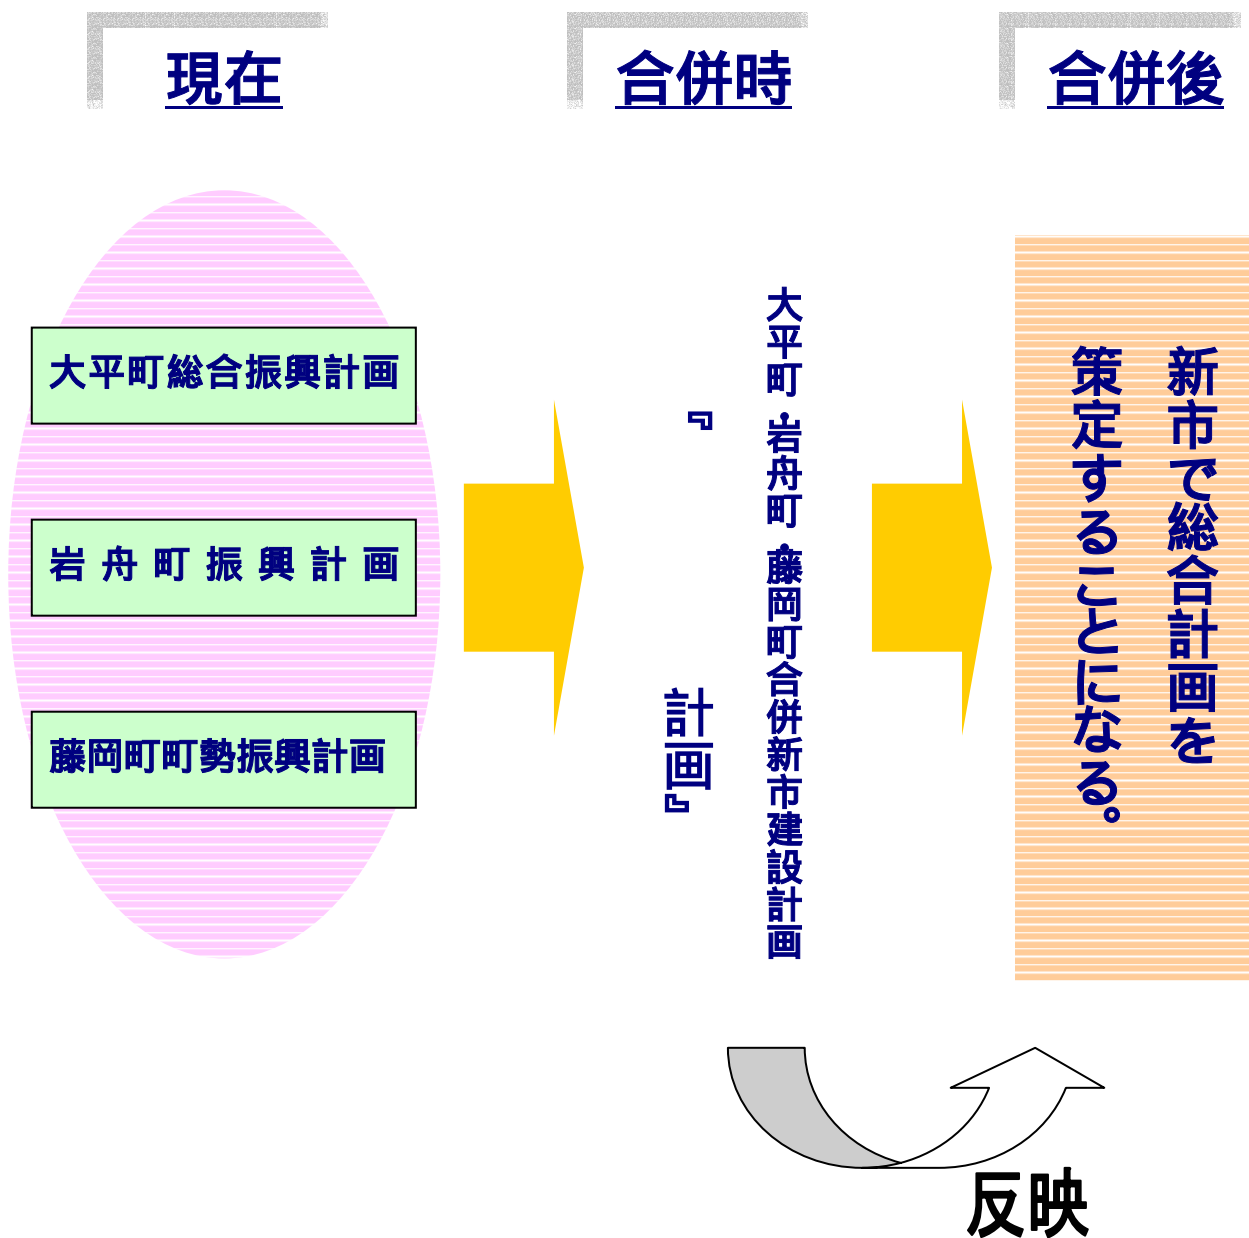 現在
合併時
合併後
大平町総合振興計画
岩舟町振興計画
藤岡町町勢振興計画
大平町・岩舟町・藤岡町合併新市建設計画
『　　　　計画』
新市で総合計画を
策定することになる。
反映